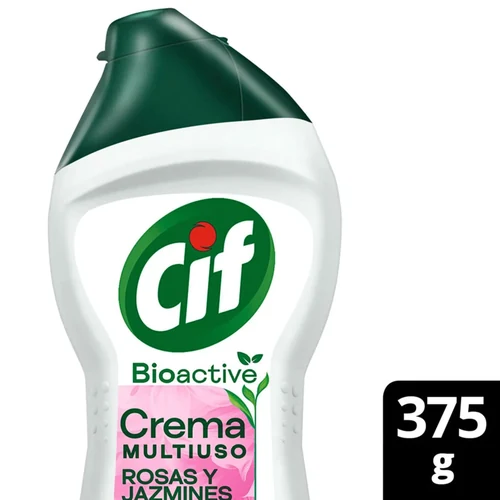 Cif
Bioactive
Crema
MULTIUSO
ROSAS Y
JAZMINES
375
g